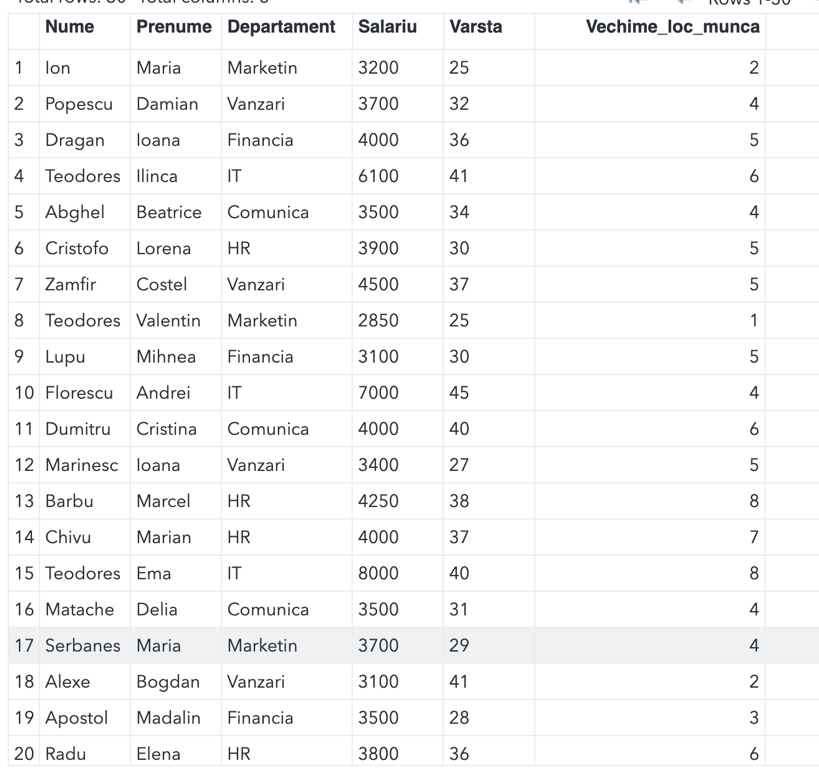 Nume Prenume Departament Salariu Varsta Vechime_loc_munca
1 Ion Maria Marketin 3200 25 2
2 Popescu Damian Vanzari 3700 32 4
3 Dragan Ioana Financia 4000 36 5
4 Teodores Ilinca IT 6100 41 6
5 Abghel Beatrice Comunica 3500 34 4
6 Cristofo Lorena HR 3900 30 5
7 Zamfir Costel Vanzari 4500 37 5
8 Teodores Valentin Marketin 2850 25 1
9 Lupu Mihnea Financia 3100 30 5
10 Florescu Andrei IT 7000 45 4
11 Dumitru Cristina Comunica 4000 40 6
12 Marinesc Ioana Vanzari 3400 27 5
13 Barbu Marcel HR 4250 38 8
14 Chivu Marian HR 4000 37 7
15 Teodores Ema IT 8000 40 8
16 Matache Delia Comunica 3500 31 4
17 Serbanes Maria Marketin 3700 29 4
18 Alexe Bogdan Vanzari 3100 41 2
19 Apostol Madalin Financia 3500 28 3
20 Radu Elena HR 3800 36 6